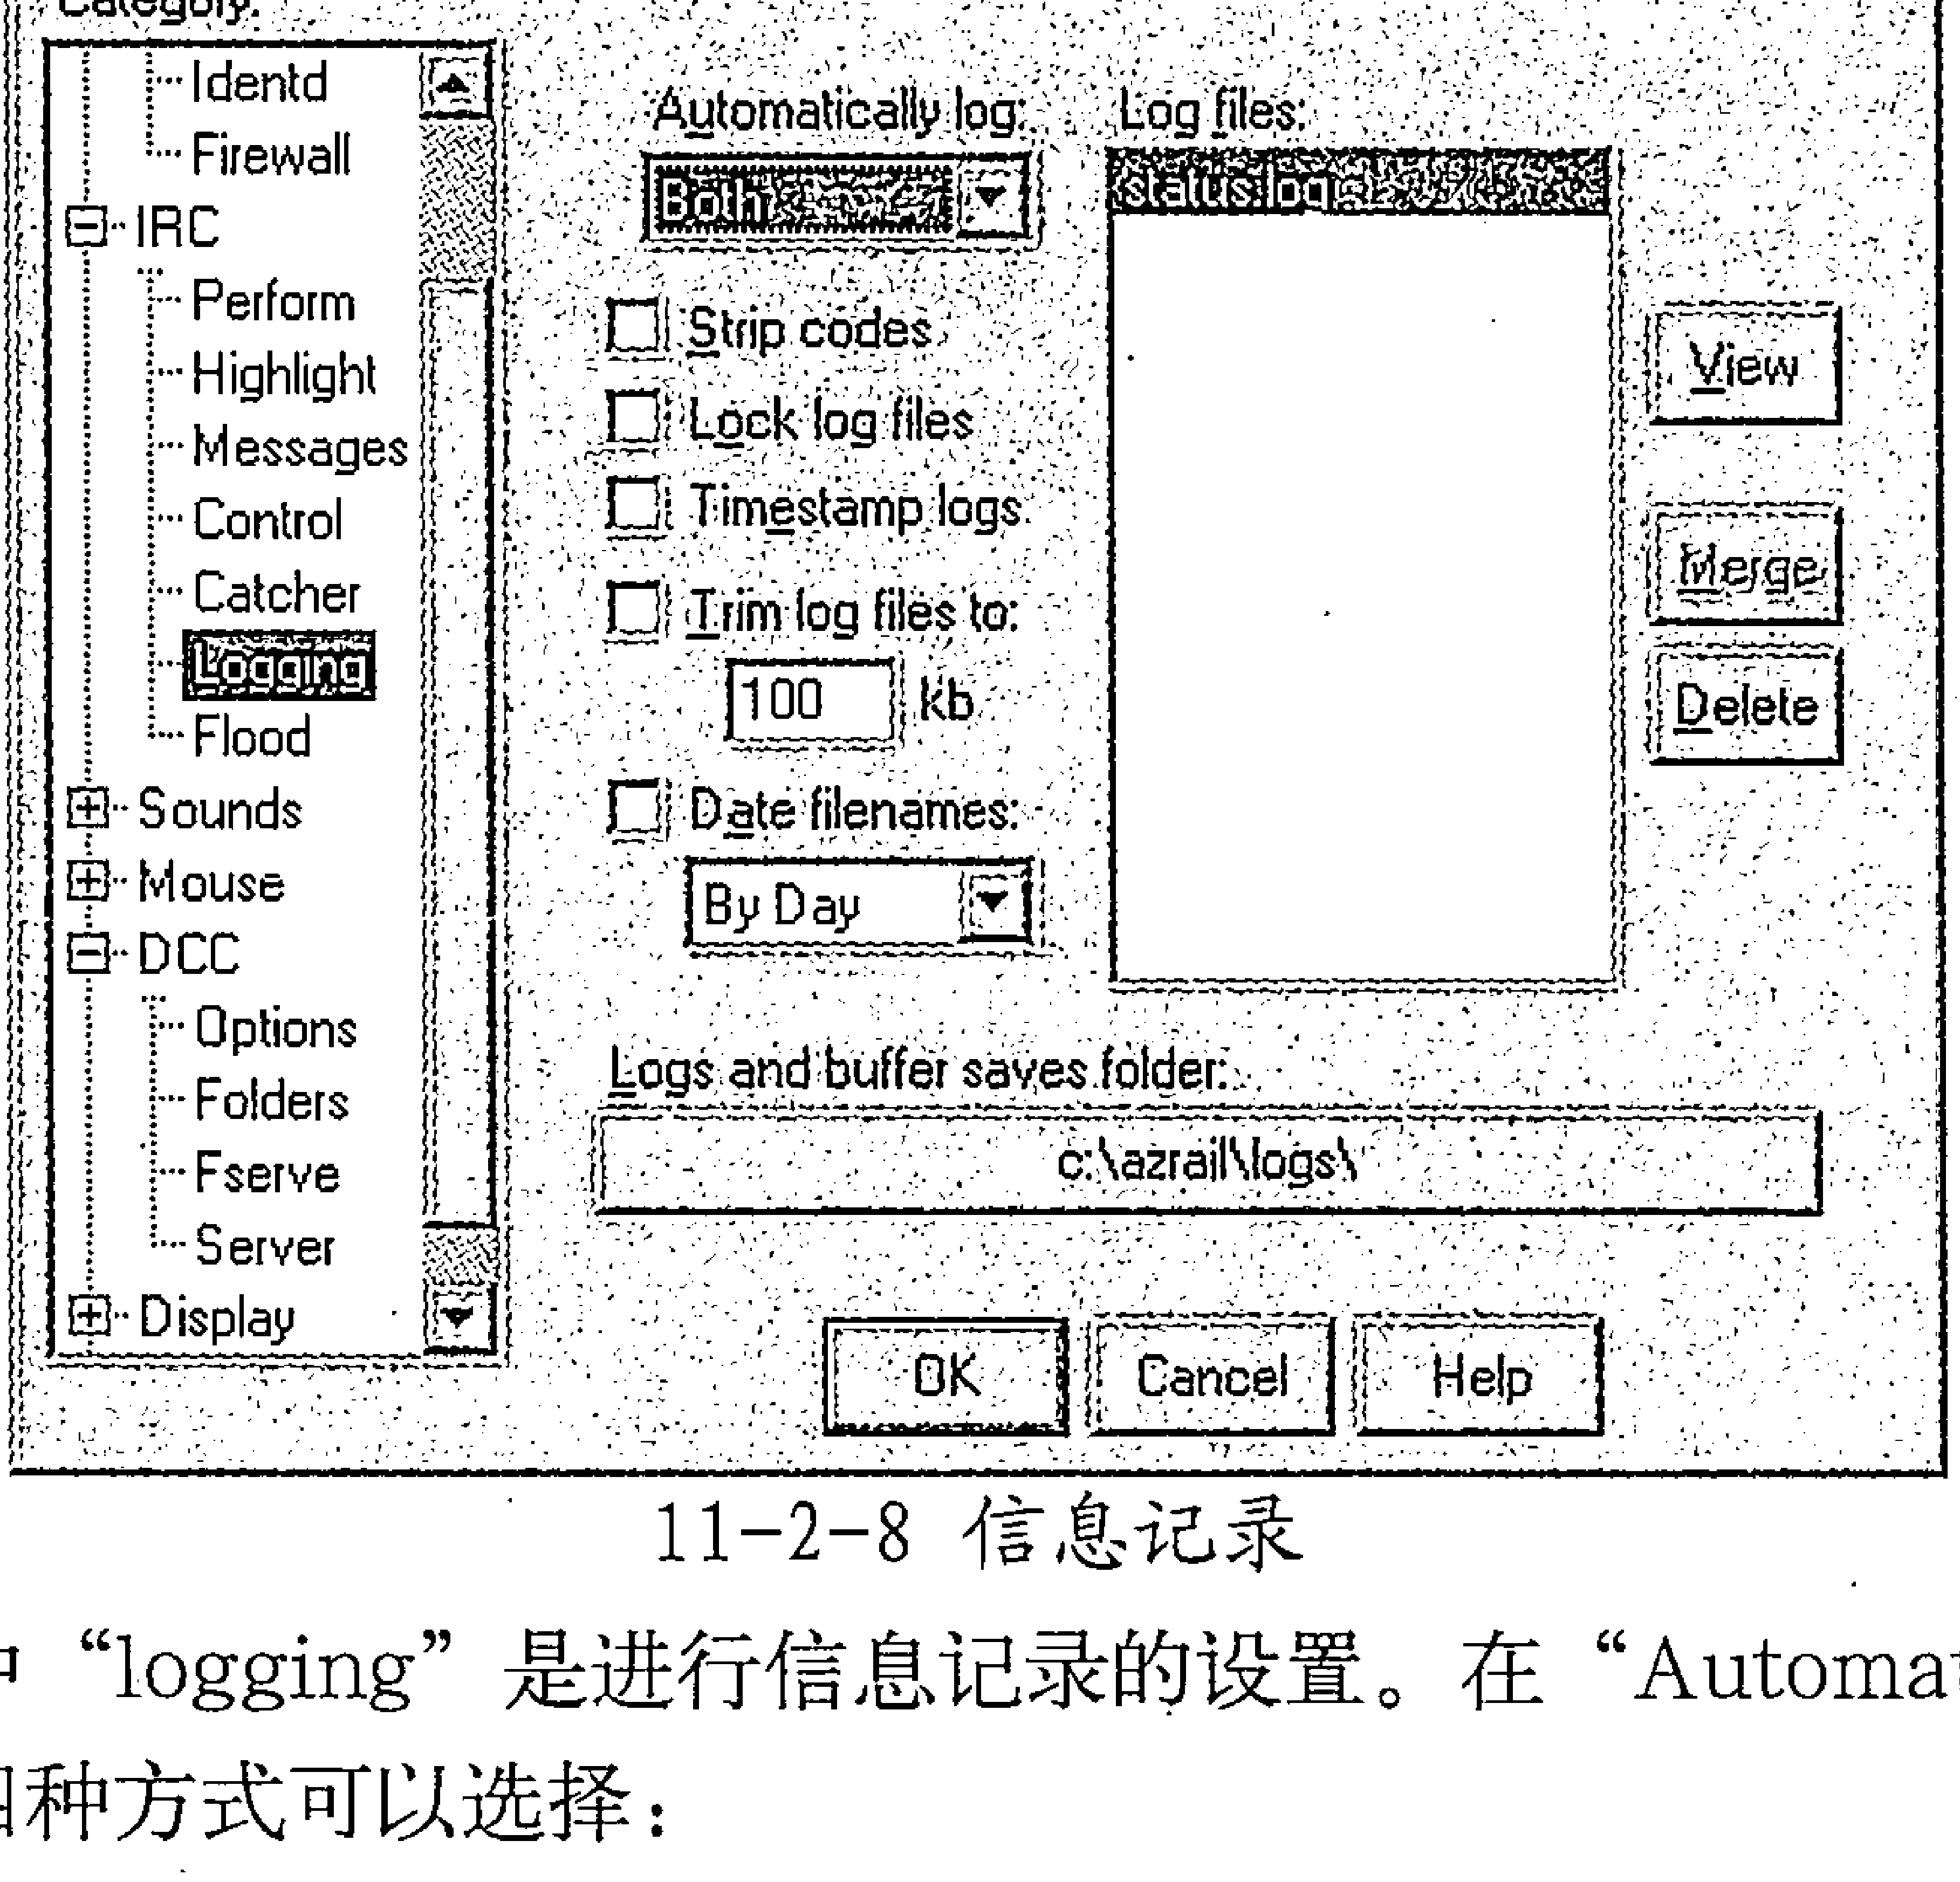 Category:
Identd
Firewall
IRC
Perform
Highlight
Messages
Control
Catcher
Logging
Flood
Sounds
Mouse
DCC
Options
Folders
Fserve
Server
Display
Automatically log:
Both
Strip codes
Lock log files
Timestamp logs
Trim log files to:
100 kb
Date filenames:
By Day
Log files:
status.log
View
Merge
Delete
Logs and buffer saves folder:
c:\azrail\logs\
OK Cancel Help
11-2-8 信息记录
中 “logging” 是进行信息记录的设置。在 “Automa
种方式可以选择：